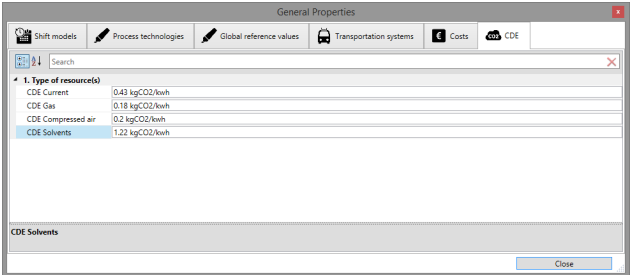 General Properties
x
Shift models
Process technologies
Global reference values
Transportation systems
€ Costs
CO2 CDE
Search
1. Type of resource(s)
CDE Current 0.43 kgCO2/kwh
CDE Gas 0.18 kgCO2/kwh
CDE Compressed air 0.2 kgCO2/kwh
CDE Solvents 1.22 kgCO2/kwh
CDE Solvents
Close